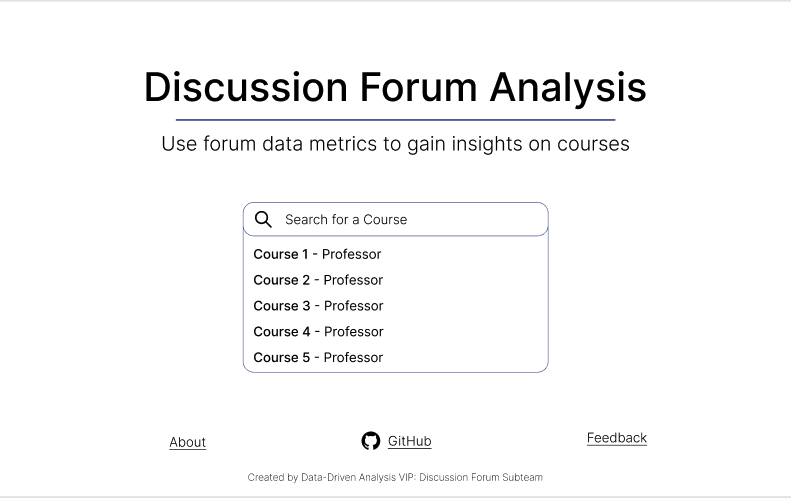 Discussion Forum Analysis
Use forum data metrics to gain insights on courses
Search for a Course
Course 1 - Professor
Course 2 - Professor
Course 3 - Professor
Course 4 - Professor
Course 5 - Professor
About
GitHub
Feedback
Created by Data-Driven Analysis VIP: Discussion Forum Subteam